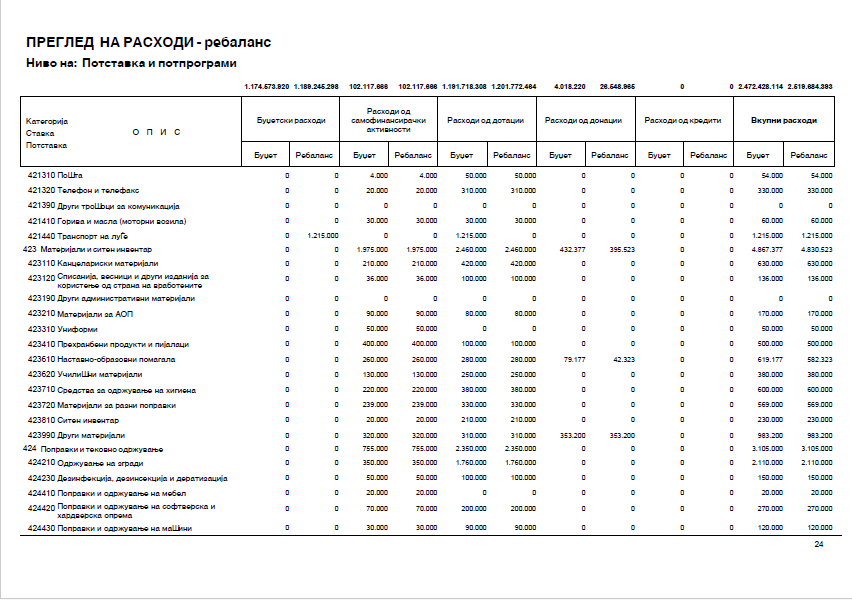 ПРЕГЛЕД НА РАСХОДИ - ребаланс
Ниво на: Потставка и потпрограми
1.174.573.920 1.189.245.298 102.117.666 102.117.666 1.191.718.308 1.201.772.464 4.018.220 26.548.965 0 0 2.472.428.114 2.519.684.393
Категорија
Ставка
Потставка
О П И С
Буџетски расходи
Расходи од
самофинансирачки
активности
Расходи од дотации
Расходи од донации
Расходи од кредити
Вкупни расходи
Буџет Ребаланс Буџет Ребаланс Буџет Ребаланс Буџет Ребаланс Буџет Ребаланс Буџет Ребаланс
421310 ПоШта 0 0 4.000 4.000 50.000 50.000 0 0 0 0 54.000 54.000
421320 Телефон и телефакс 0 0 20.000 20.000 310.000 310.000 0 0 0 0 330.000 330.000
421390 Други троШоци за комуникација 0 0 0 0 0 0 0 0 0 0 0 0
421410 Горива и масла (моторни возила) 0 0 30.000 30.000 30.000 30.000 0 0 0 0 60.000 60.000
421440 Транспорт на луЃе 0 1.215.000 0 0 1.215.000 0 0 0 0 0 1.215.000 1.215.000
423 Материјали и ситен инвентар 0 0 1.975.000 1.975.000 2.460.000 2.460.000 432.377 395.523 0 0 4.867.377 4.830.523
423110 Канцелариски материјали 0 0 210.000 210.000 420.000 420.000 0 0 0 0 630.000 630.000
423120 Списанија, весници и други изданија за
користење од страна на вработените 0 0 36.000 36.000 100.000 100.000 0 0 0 0 136.000 136.000
423190 Други административни материјали 0 0 0 0 0 0 0 0 0 0 0 0
423210 Материјали за АОП 0 0 90.000 90.000 80.000 80.000 0 0 0 0 170.000 170.000
423310 Униформи 0 0 50.000 50.000 0 0 0 0 0 0 50.000 50.000
423410 Прехранбени продукти и пијалаци 0 0 400.000 400.000 100.000 100.000 0 0 0 0 500.000 500.000
423610 Наставно-образовни помагала 0 0 260.000 260.000 280.000 280.000 79.177 42.323 0 0 619.177 582.323
423620 УчилиШни материјали 0 0 130.000 130.000 250.000 250.000 0 0 0 0 380.000 380.000
423710 Средства за одржување на хигиена 0 0 220.000 220.000 380.000 380.000 0 0 0 0 600.000 600.000
423720 Материјали за разни поправки 0 0 239.000 239.000 330.000 330.000 0 0 0 0 569.000 569.000
423810 Ситен инвентар 0 0 20.000 20.000 210.000 210.000 0 0 0 0 230.000 230.000
423990 Други материјали 0 0 320.000 320.000 310.000 310.000 353.200 353.200 0 0 983.200 983.200
424 Поправки и тековно одржување 0 0 755.000 755.000 2.350.000 2.350.000 0 0 0 0 3.105.000 3.105.000
424210 Одржување на згради 0 0 350.000 350.000 1.760.000 1.760.000 0 0 0 0 2.110.000 2.110.000
424230 Дезинфекција, дезинсекција и дератизација 0 0 50.000 50.000 100.000 100.000 0 0 0 0 150.000 150.000
424410 Поправки и одржување на мебел 0 0 20.000 20.000 0 0 0 0 0 0 20.000 20.000
424420 Поправки и одржување на софтверска и
хардверска опрема 0 0 70.000 70.000 200.000 200.000 0 0 0 0 270.000 270.000
424430 Поправки и одржување на маШини 0 0 30.000 30.000 90.000 90.000 0 0 0 0 120.000 120.000
24